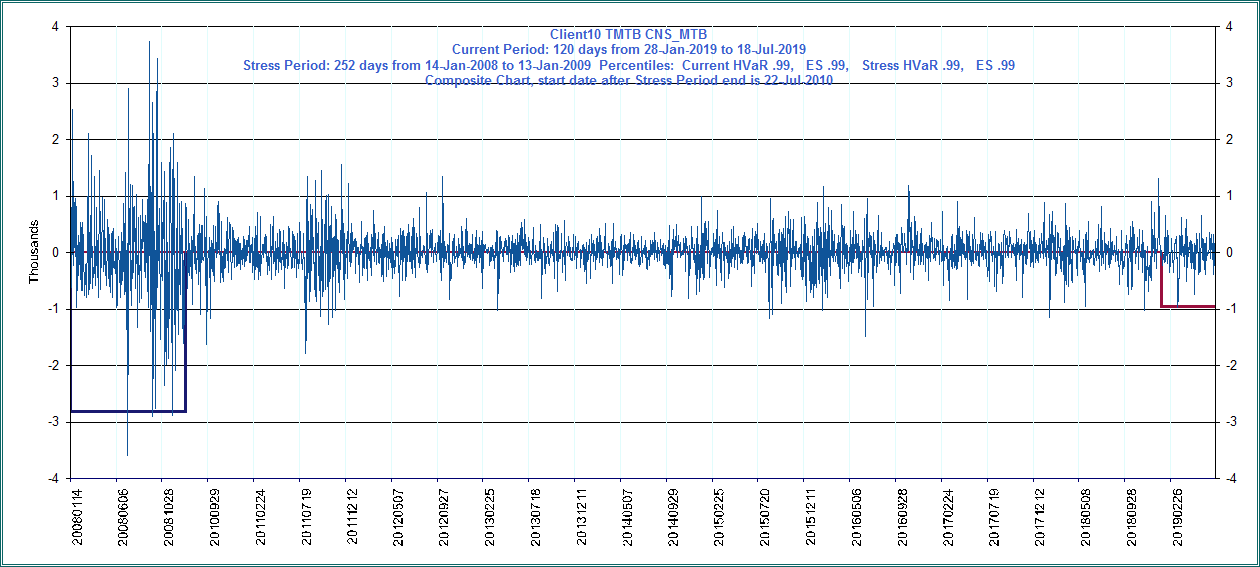 Client10 TMTB CNS_MTB
Current Period: 120 days from 28-Jan-2019 to 18-Jul-2019
Stress Period: 252 days from 14-Jan-2008 to 13-Jan-2009 Percentiles: Current HVaR .99, ES .99, Stress HVaR .99, ES .99
Composite Chart, start date after Stress Period end is 22-Jul-2010
4 4
3 3
2 2
1 1
0 0
-1 -1
-2 -2
-3 -3
-4 -4
Thousands
20080114 20080606 20081028 20100929 20110224 20110719 20111212 20120507 20120927 20130225 20130718 20131211 20140507 20140929 20150225 20150720 20151211 20160506 20160928 20170224 20170719 20171212 20180508 20180928 20190226